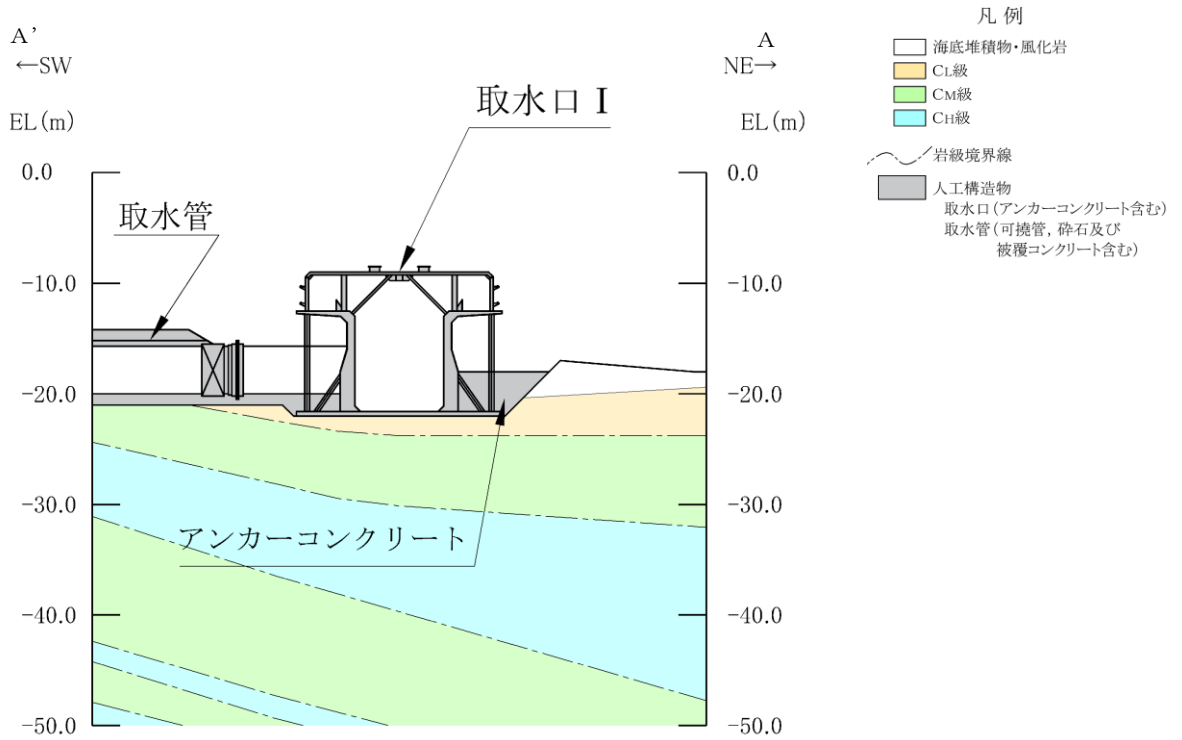 A’
←SW
A
NE→
EL(m)
EL(m)
取水口 I
取水管
アンカーコンクリート
0.0
-10.0
-20.0
-30.0
-40.0
-50.0
0.0
-10.0
-20.0
-30.0
-40.0
-50.0
凡 例
海底堆積物・風化岩
CL級
CM級
CH級
岩級境界線
人工構造物
取水口(アンカーコンクリート含む)
取水管(可撓管, 砕石及び
被覆コンクリート含む)